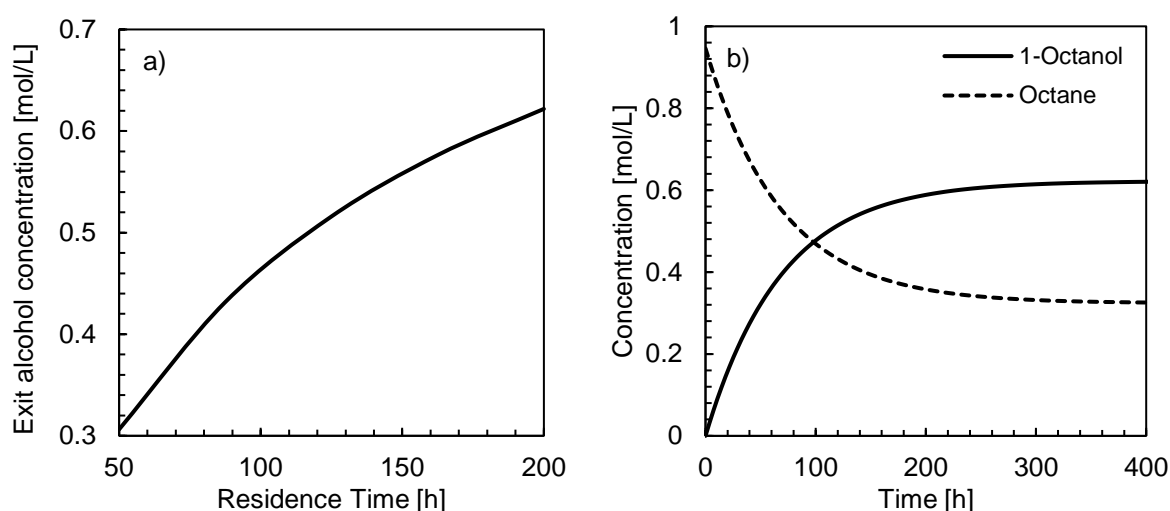 a)
0.7
0.6
0.5
0.4
0.3
Exit alcohol concentration [mol/L]
50
100
150
200
Residence Time [h]
b)
1-Octanol
Octane
1
0.8
0.6
0.4
0.2
0
Concentration [mol/L]
0
100
200
300
400
Time [h]